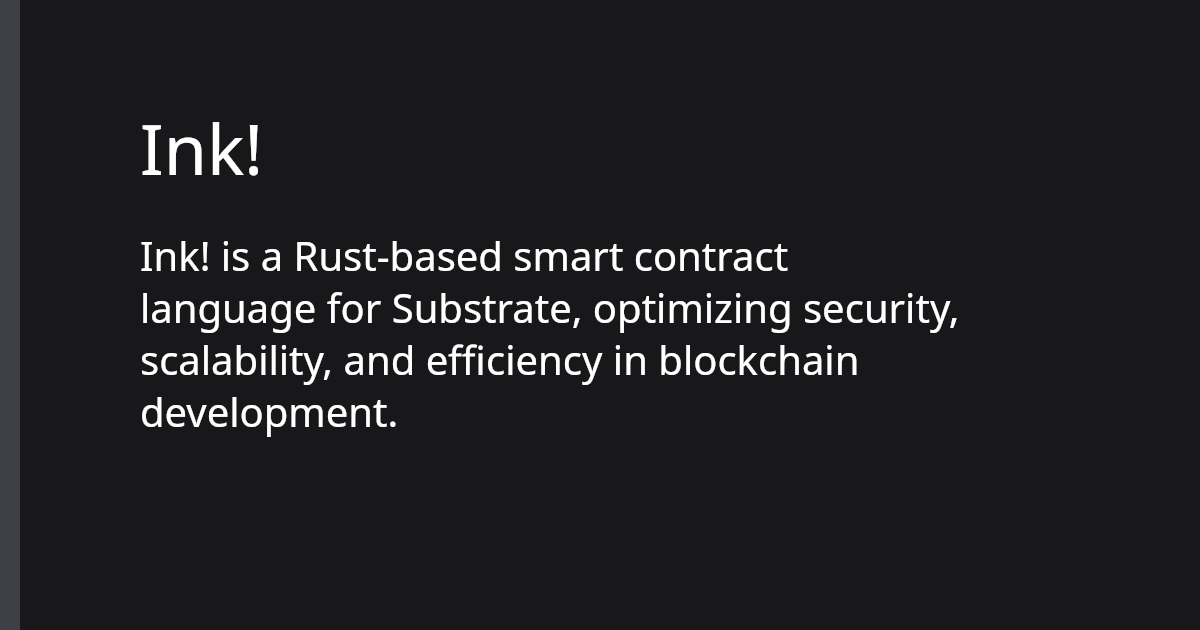 Ink!
Ink! is a Rust-based smart contract
language for Substrate, optimizing security,
scalability, and efficiency in blockchain
development.